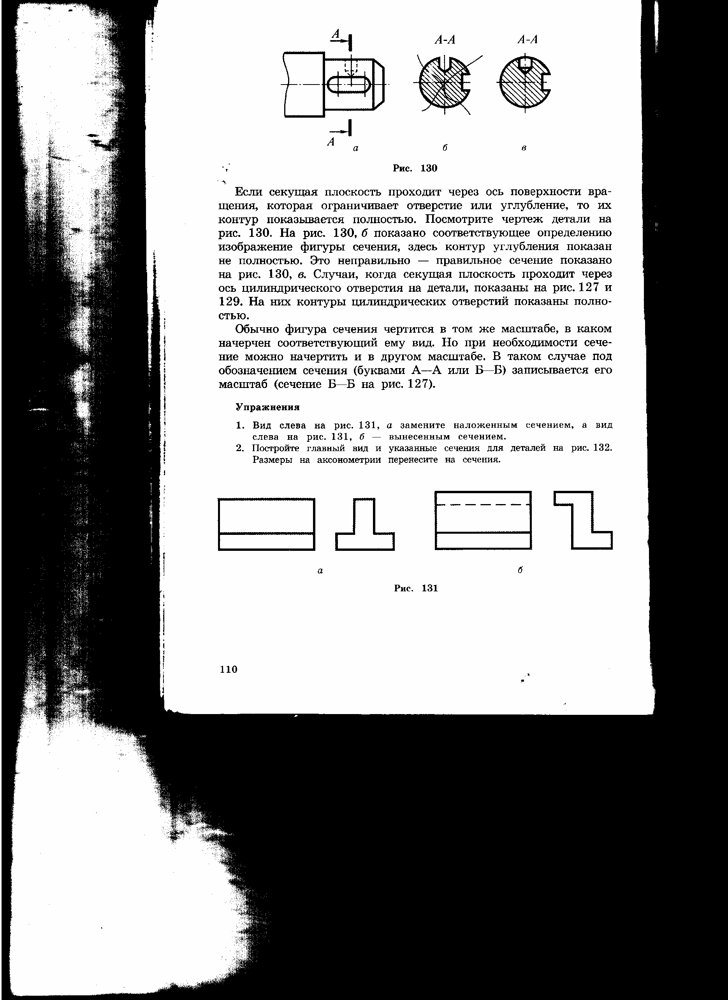 А
А-А
А-А
А
а
б
в
Рис. 130
Если секущая плоскость проходит через ось поверхности вра-
щения, которая ограничивает отверстие или углубление, то их
контур показывается полностью. Посмотрите чертеж детали на
рис. 130. На рис. 130, б показано соответствующее определению
изображение фигуры сечения, здесь контур углубления показан
не полностью. Это неправильно — правильное сечение показано
на рис. 130, в. Случаи, когда секущая плоскость проходит через
ось цилиндрического отверстия на детали, показаны на рис. 127 и
129. На них контуры цилиндрических отверстий показаны полно-
стью.
Обычно фигура сечения чертится в том же масштабе, в каком
начерчен соответствующий ему вид. Но при необходимости сече-
ние можно начертить и в другом масштабе. В таком случае под
обозначением сечения (буквами А—А или Б—Б) записывается его
масштаб (сечение Б—Б на рис. 127).
Упражнения
1. Вид слева на рис. 131, а замените наложенным сечением, а вид
слева на рис. 131, б — вынесенным сечением.
2. Постройте главный вид и указанные сечения для деталей на рис. 132.
Размеры на аксонометрии перенесите на сечения.
а
б
Рис. 131
110